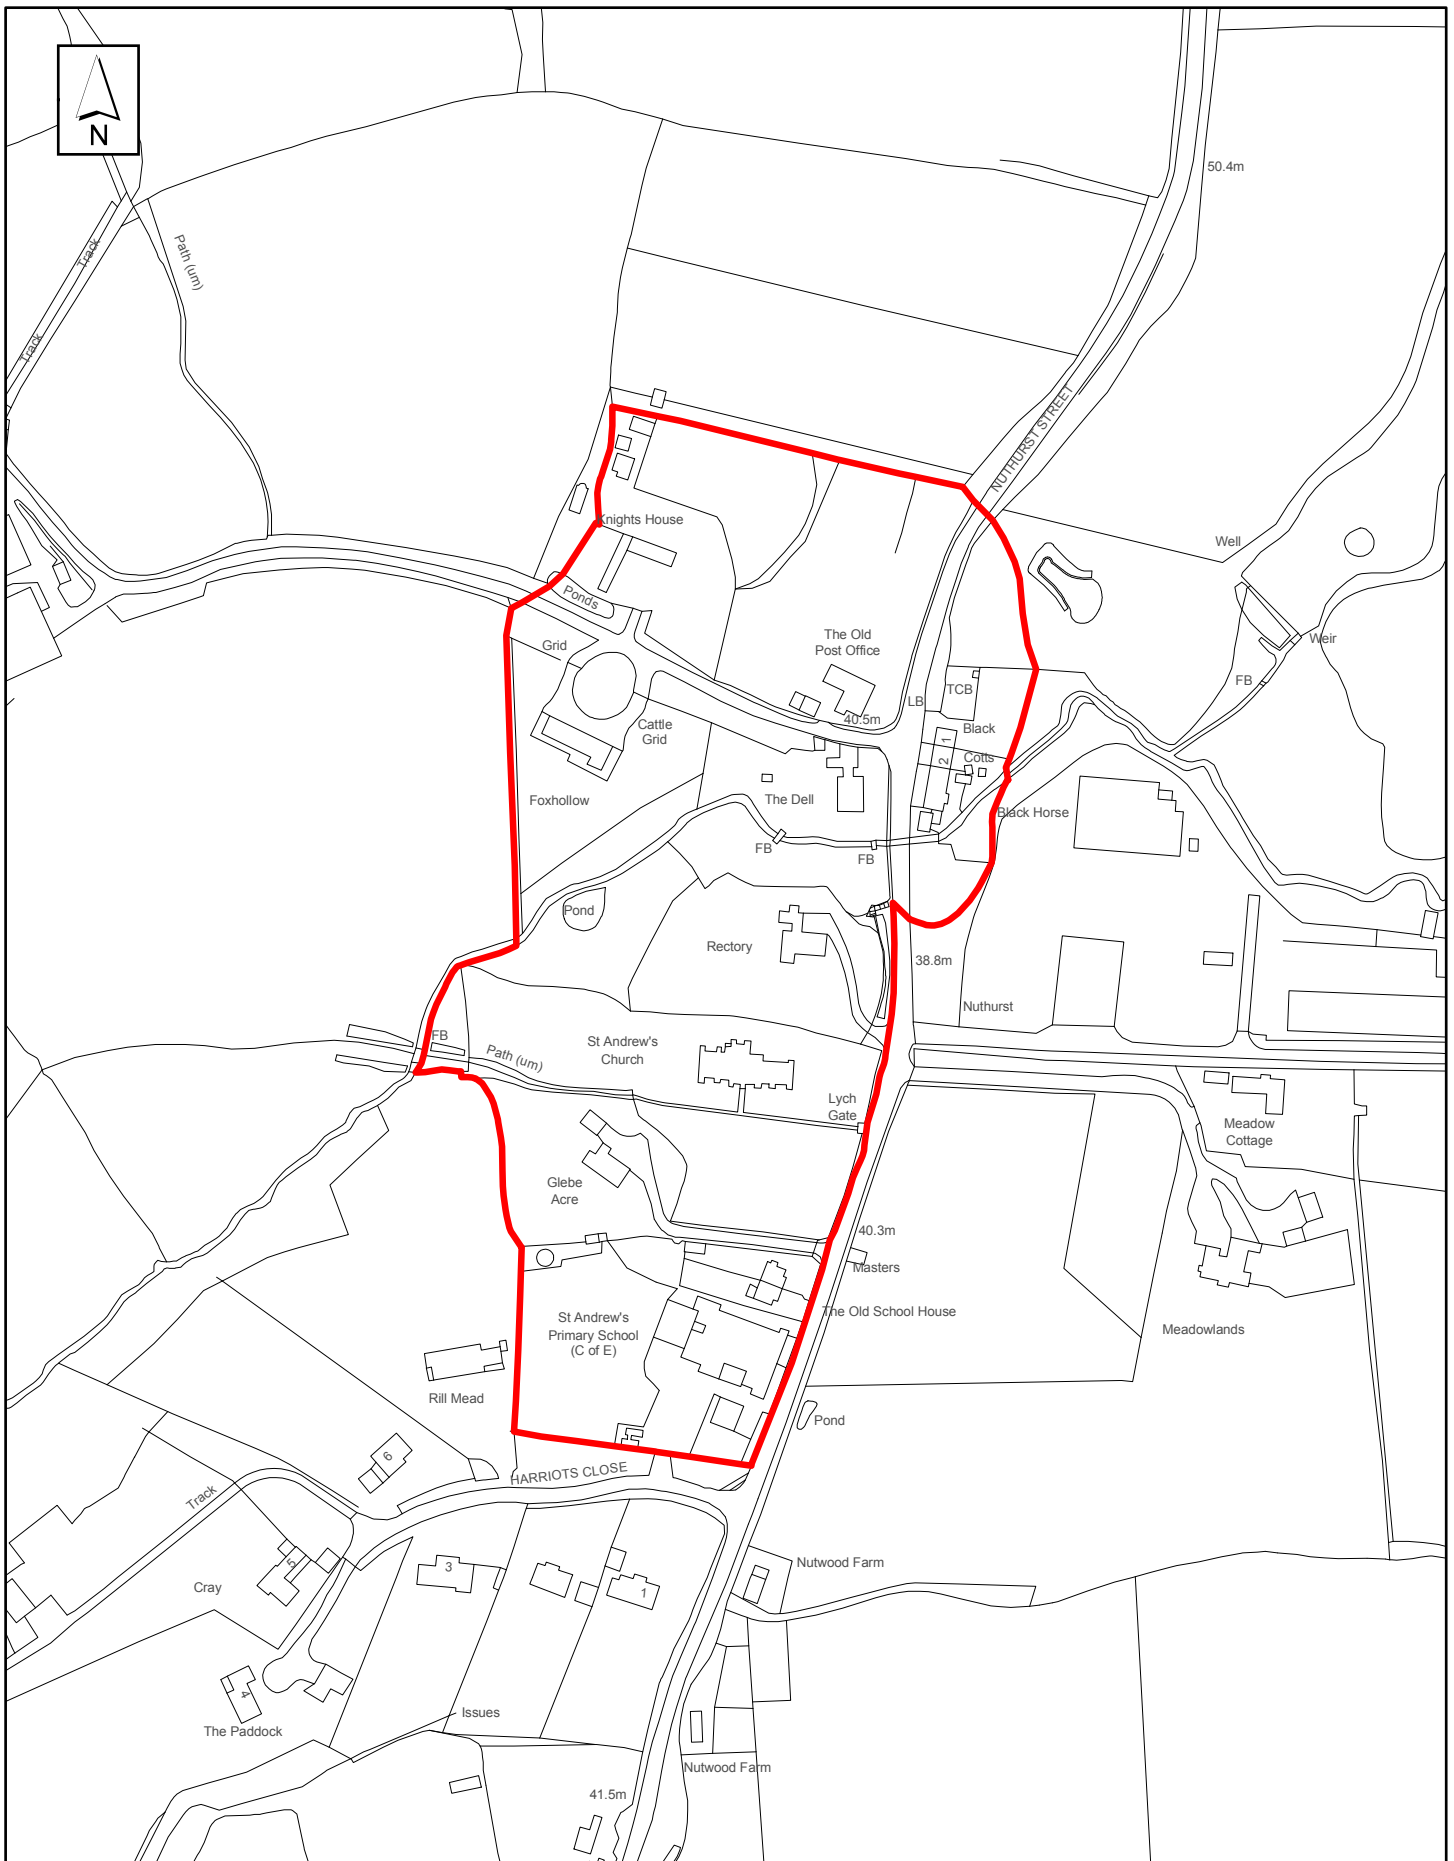 N
50.4m
Track
Path (um)
Track
NUTHURST STREET
Knights House
Well
Ponds
The Old
Post Office
Weir
Grid
FB
TCB
LB
Cattle
Grid
40.5m
Black
1
2
Cotts
Foxhollow
The Dell
Black Horse
FB
FB
Pond
Rectory
38.8m
Nuthurst
FB
Path (um)
St Andrew's
Church
Lych
Gate
Meadow
Cottage
Glebe
Acre
40.3m
Masters
The Old School House
St Andrew's
Primary School
(C of E)
Meadowlands
Rill Mead
Pond
6
HARRIOTS CLOSE
Track
5
3
1
Nutwood Farm
Cray
4
The Paddock
Issues
Nutwood Farm
41.5m